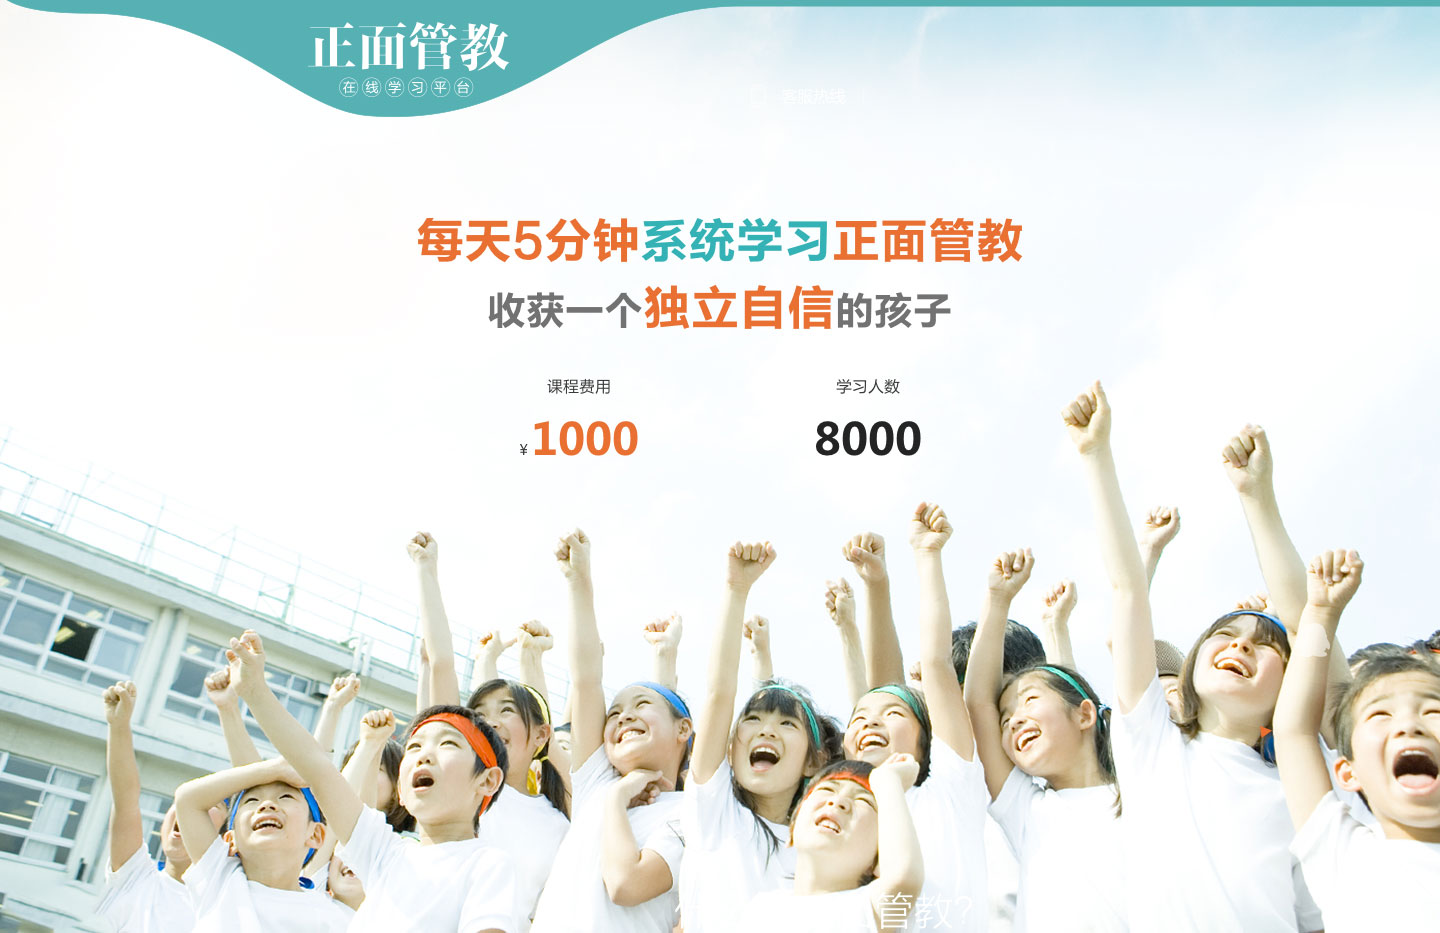 正面管教
在线学习平台
客服热线
每天5分钟系统学习正面管教
收获一个独立自信的孩子
课程费用
学习人数
¥1000
8000
管教?